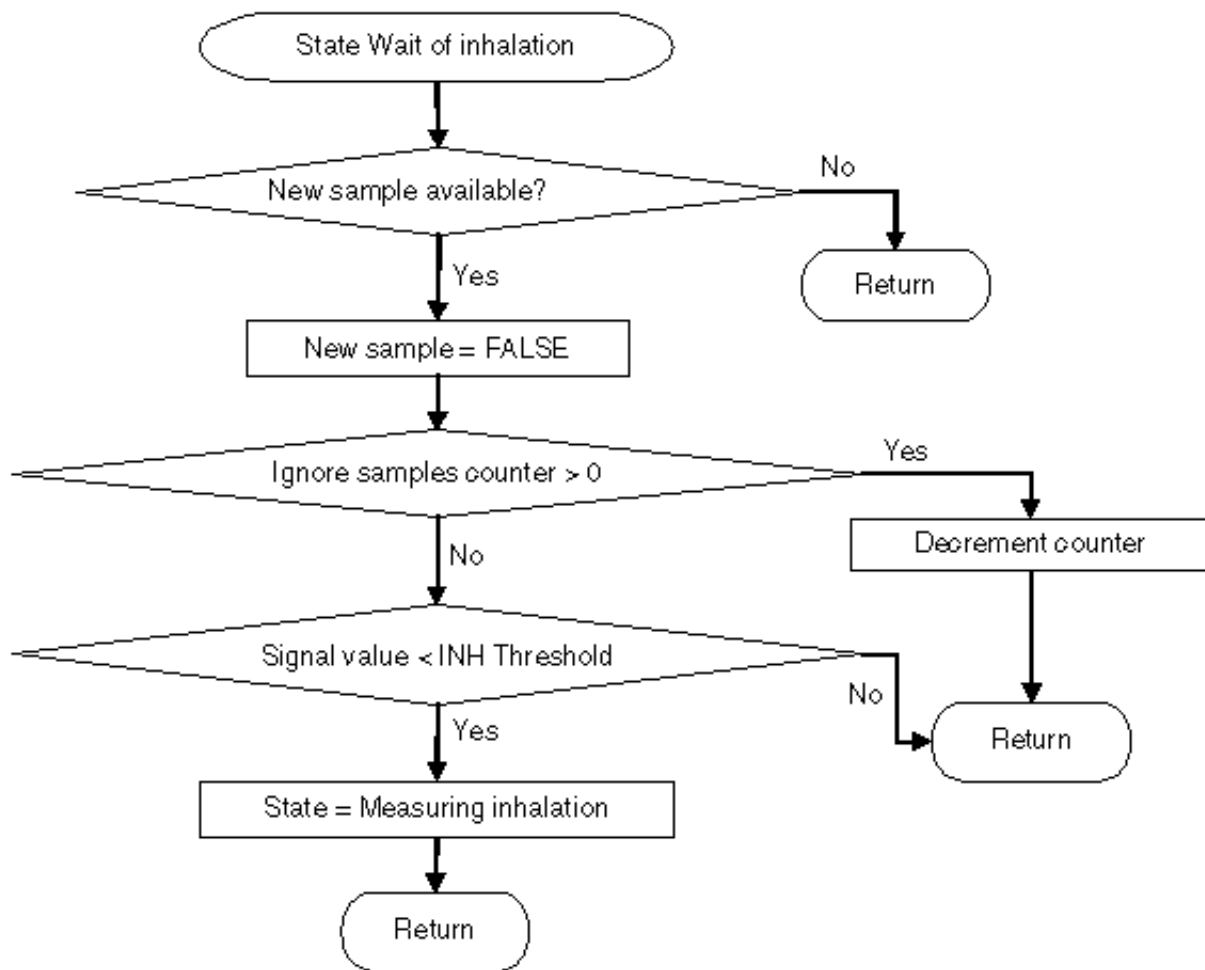 State Wait of inhalation
New sample available?
No
Return
Yes
New sample = FALSE
Ignore samples counter > 0
Yes
Decrement counter
No
Signal value < INH Threshold
No
Return
Yes
State = Measuring inhalation
Return